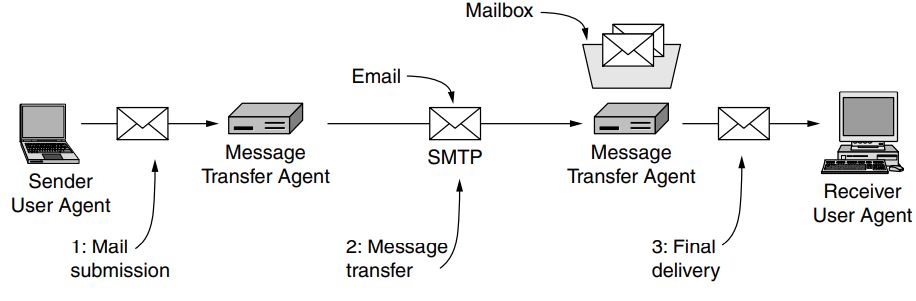 Mailbox
Email
SMTP
Message
Transfer Agent
Message
Transfer Agent
Sender
User Agent
Receiver
User Agent
1: Mail
submission
2: Message
transfer
3: Final
delivery